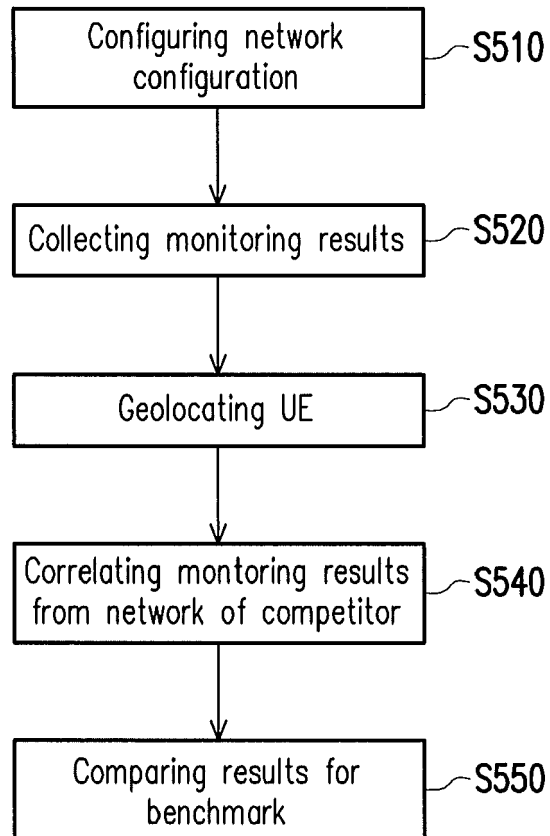 Configuring network
configuration
S510
Collecting monitoring results
S520
Geolocating UE
S530
Correlating montoring results
from network of competitor
S540
Comparing results for
benchmark
S550